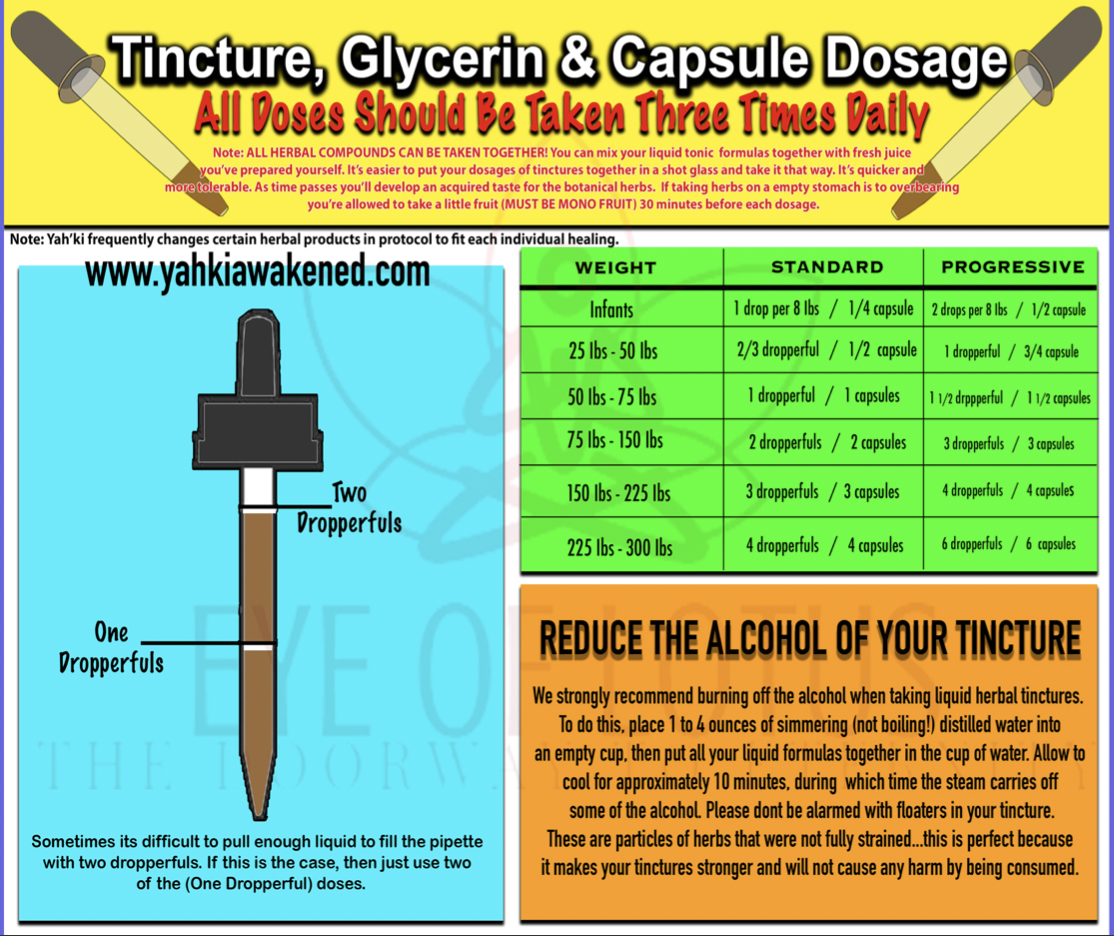 Tincture, Glycerin & Capsule Dosage
All Doses Should Be Taken Three Times Daily
Note: ALL HERBAL COMPOUNDS CAN BE TAKEN TOGETHER! You can mix your liquid tonic formulas together with fresh juice
you've prepared yourself. It's easier to put your dosages of tinctures together in a shot glass and take it that way. It's quicker and
more tolerable. As time passes you'll develop an acquired taste for the botanical herbs. If taking herbs on a empty stomach is to overbearing
you're allowed to take a little fruit (MUST BE MONO FRUIT) 30 minutes before each dosage.
Note: Yah'ki frequently changes certain herbal products in protocol to fit each individual healing.
www.yahkiawakened.com
Two
Dropperfuls
One
Dropperfuls
Sometimes its difficult to pull enough liquid to fill the pipette
with two dropperfuls. If this is the case, then just use two
of the (One Dropperful) doses.
WEIGHT STANDARD PROGRESSIVE
Infants 1 drop per 8 lbs / 1/4 capsule 2 drops per 8 lbs / 1/2 capsule
25 lbs - 50 lbs 2/3 dropperful / 1/2 capsule 1 dropperful / 3/4 capsule
50 lbs - 75 lbs 1 dropperful / 1 capsules 1 1/2 drppperful / 1 1/2 capsules
75 lbs - 150 lbs 2 dropperfuls / 2 capsules 3 dropperfuls / 3 capsules
150 lbs - 225 lbs 3 dropperfuls / 3 capsules 4 dropperfuls / 4 capsules
225 lbs - 300 lbs 4 dropperfuls / 4 capsules 6 dropperfuls / 6 capsules
REDUCE THE ALCOHOL OF YOUR TINCTURE
We strongly recommend burning off the alcohol when taking liquid herbal tinctures.
To do this, place 1 to 4 ounces of simmering (not boiling!) distilled water into
an empty cup, then put all your liquid formulas together in the cup of water. Allow to
cool for approximately 10 minutes, during which time the steam carries off
some of the alcohol. Please dont be alarmed with floaters in your tincture.
These are particles of herbs that were not fully strained...this is perfect because
it makes your tinctures stronger and will not cause any harm by being consumed.
EYE OF LOTUS
THE DOORWAY